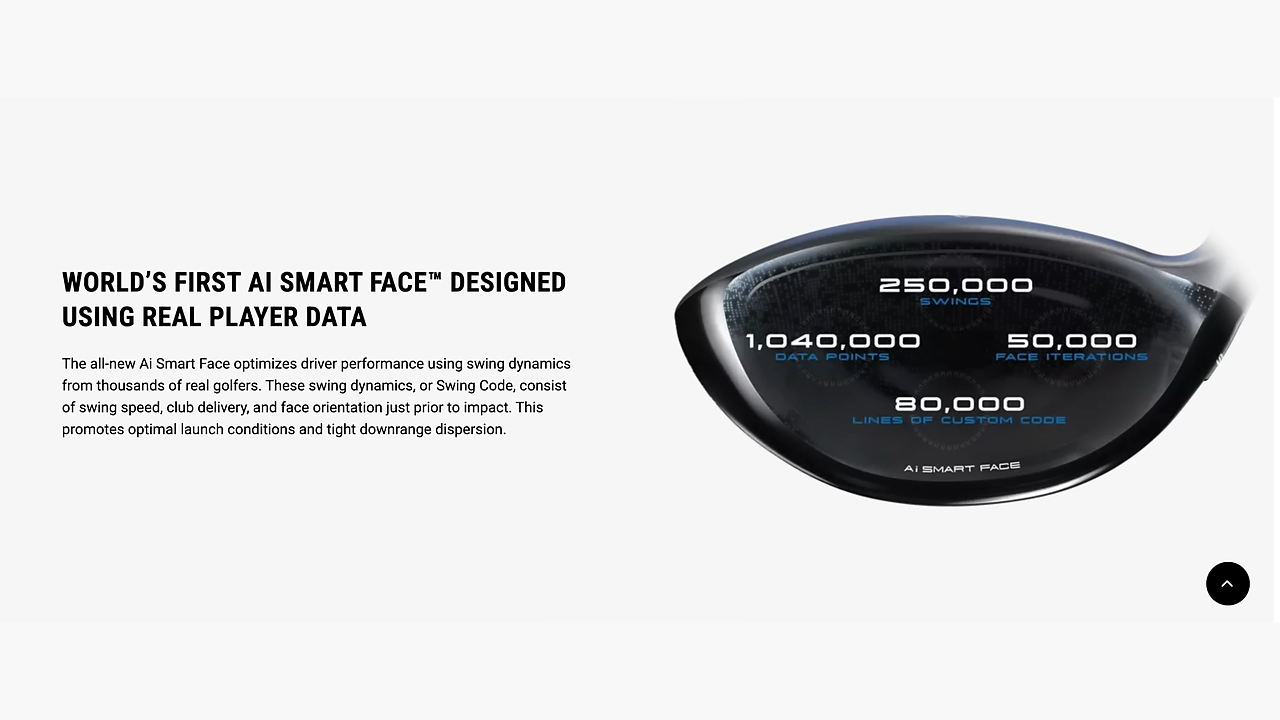 WORLD’S FIRST AI SMART FACE™ DESIGNED
USING REAL PLAYER DATA
The all-new Ai Smart Face optimizes driver performance using swing dynamics
from thousands of real golfers. These swing dynamics, or Swing Code, consist
of swing speed, club delivery, and face orientation just prior to impact. This
promotes optimal launch conditions and tight downrange dispersion.
250,000
SWINGS
1,040,000
DATA POINTS
50,000
FACE ITERATIONS
80,000
LINES OF CUSTOM CODE
Ai SMART FACE